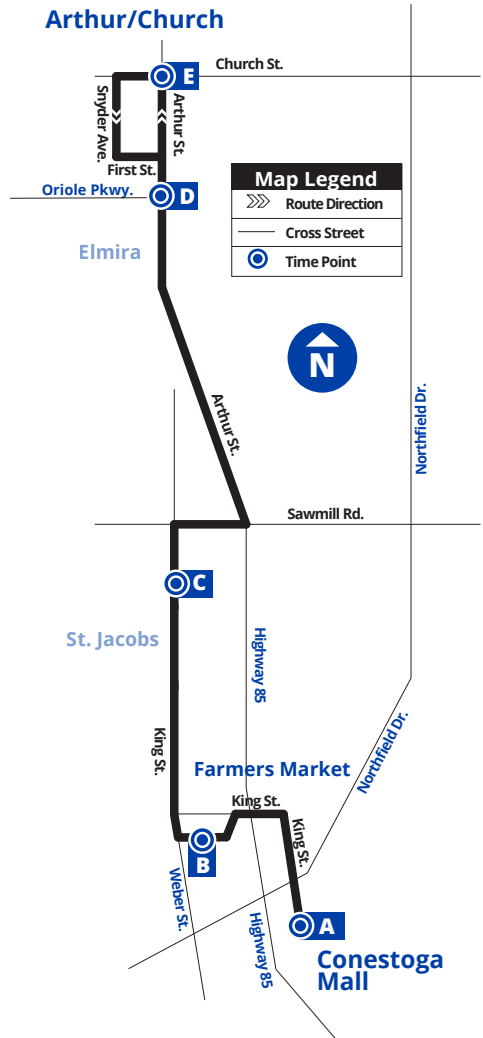 Arthur/Church
Church St.
E
Snyder Ave.
Arthur St.
First St.
Oriole Pkwy.
D
Map Legend
Route Direction
Cross Street
Time Point
Elmira
N
Northfield Dr.
Arthur St.
Sawmill Rd.
C
St. Jacobs
Highway 85
King St.
Northfield Dr.
Farmers Market
King St.
King St.
B
Weber St.
Highway 85
A
Conestoga
Mall